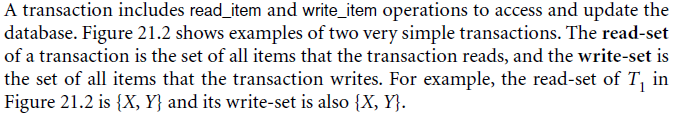 A transaction includes read_item and write_item operations to access and update the
database. Figure 21.2 shows examples of two very simple transactions. The read-set
of a transaction is the set of all items that the transaction reads, and the write-set is
the set of all items that the transaction writes. For example, the read-set of T₁ in
Figure 21.2 is {X, Y} and its write-set is also {X, Y}.